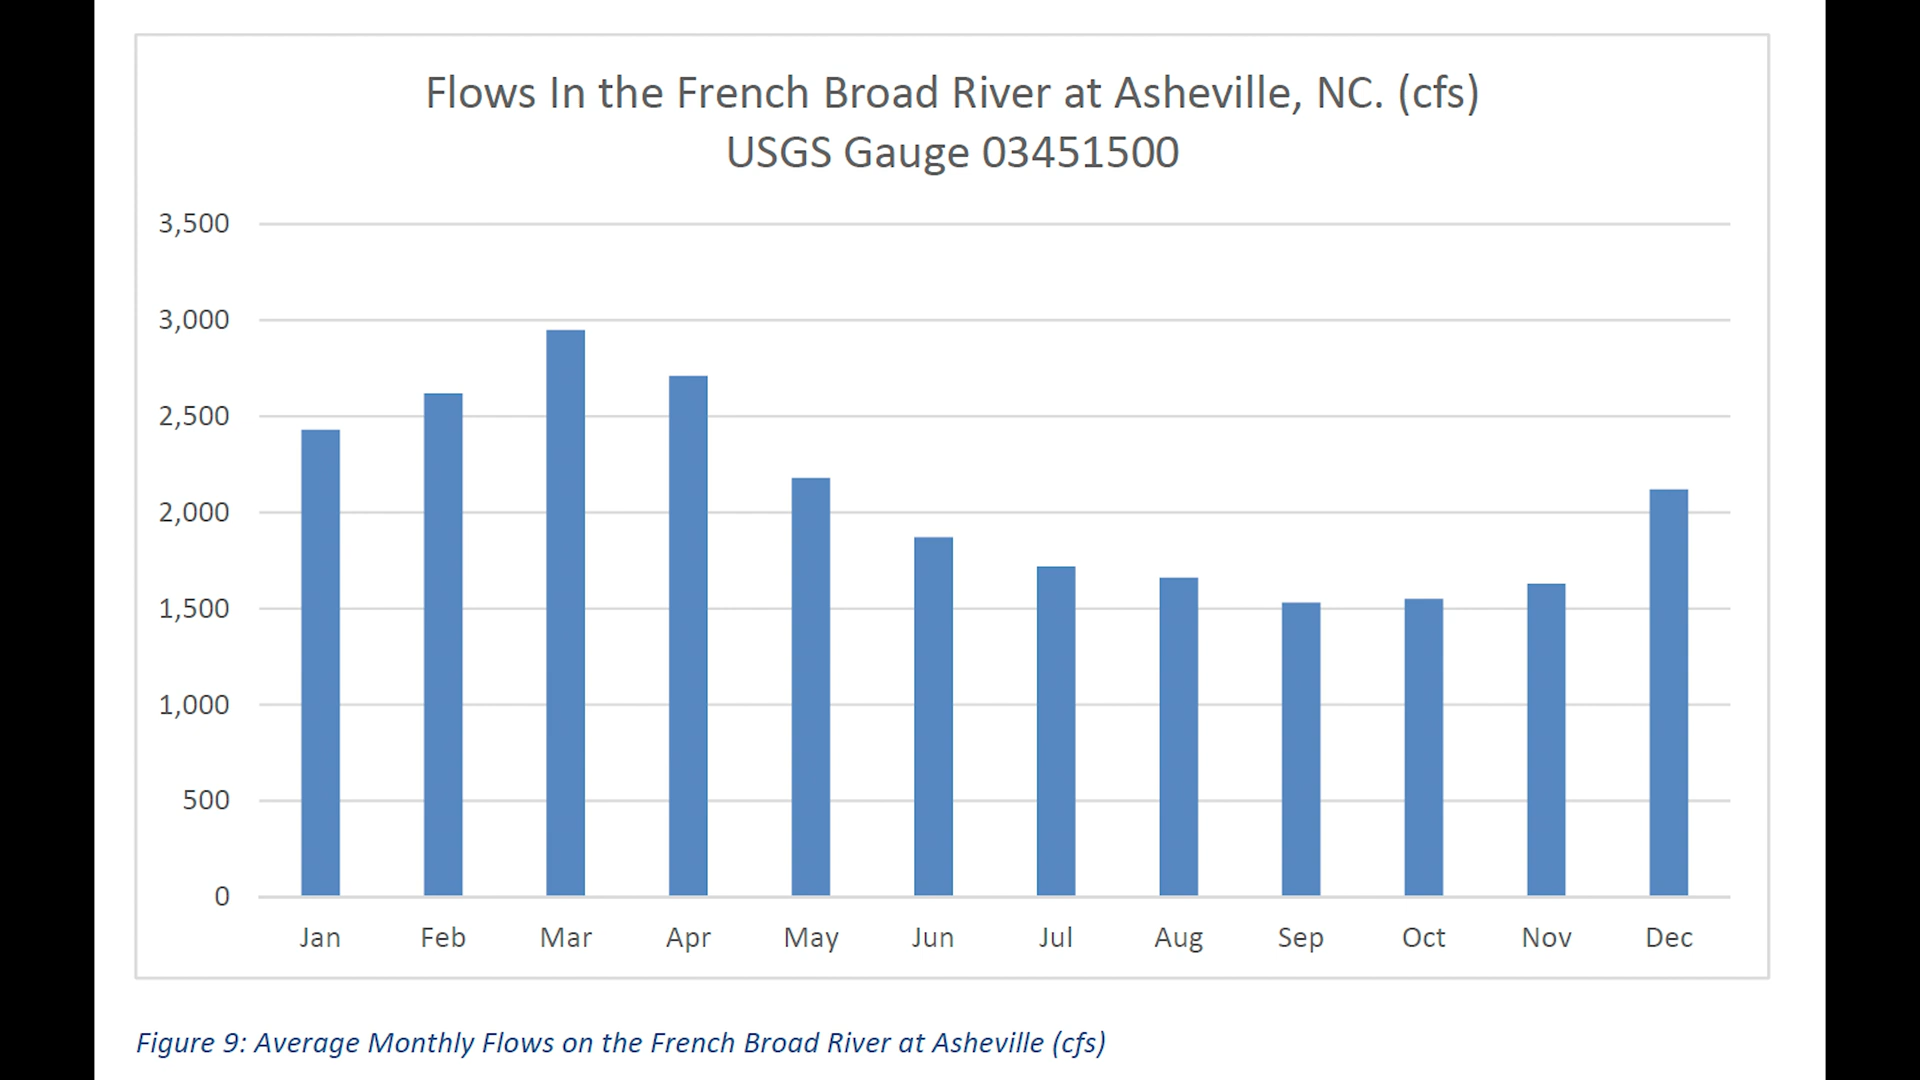 Flows In the French Broad River at Asheville, NC. (cfs)
USGS Gauge 03451500
3,500
3,000
2,500
2,000
1,500
1,000
500
0
Jan Feb Mar Apr May Jun Jul Aug Sep Oct Nov Dec
Figure 9: Average Monthly Flows on the French Broad River at Asheville (cfs)